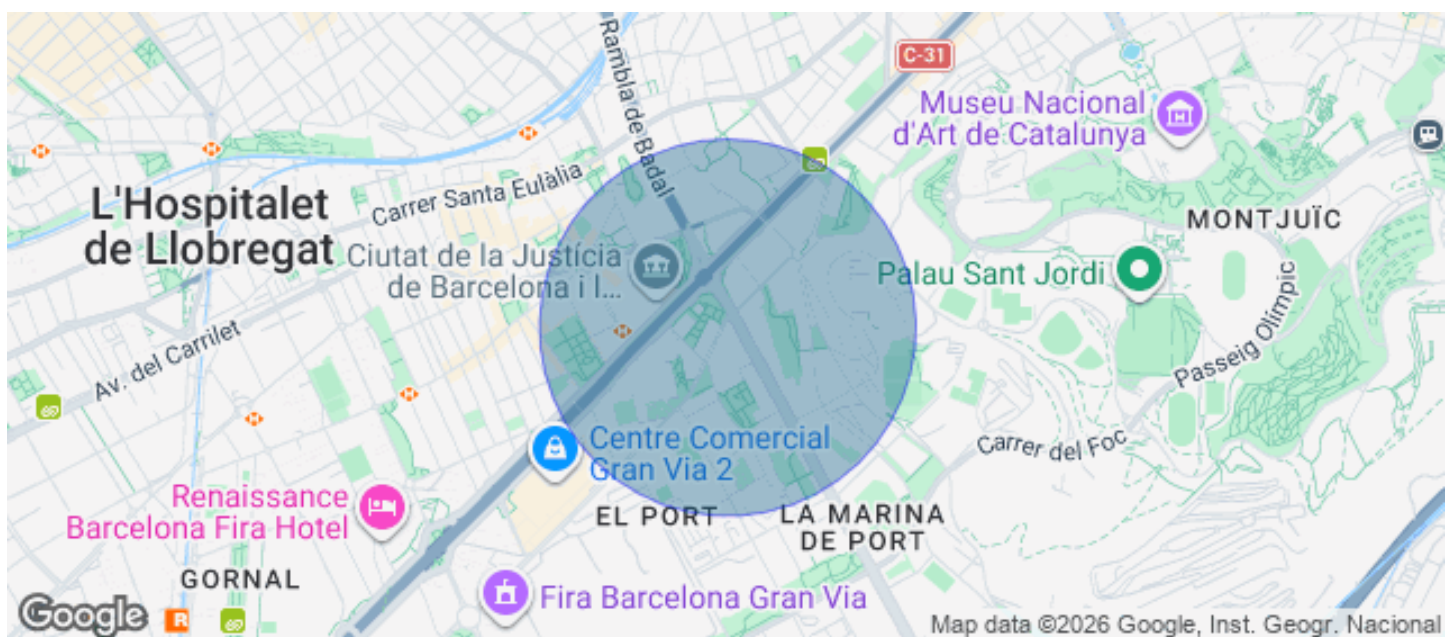 Rambla de Badal
C-31
Museu Nacional
d'Art de Catalunya
L'Hospitalet
de Llobregat
Carrer Santa Eulàlia
MONTJUÏC
Ciutat de la Justícia
de Barcelona i l...
Palau Sant Jordi
Av. del Carrilet
Passeig Olímpic
Centre Comercial
Gran Via 2
Carrer del Foc
Renaissance
Barcelona Fira Hotel
EL PORT
LA MARINA
DE PORT
GORNAL
Fira Barcelona Gran Via
Google
R
Map data ©2026 Google, Inst. Geogr. Nacional